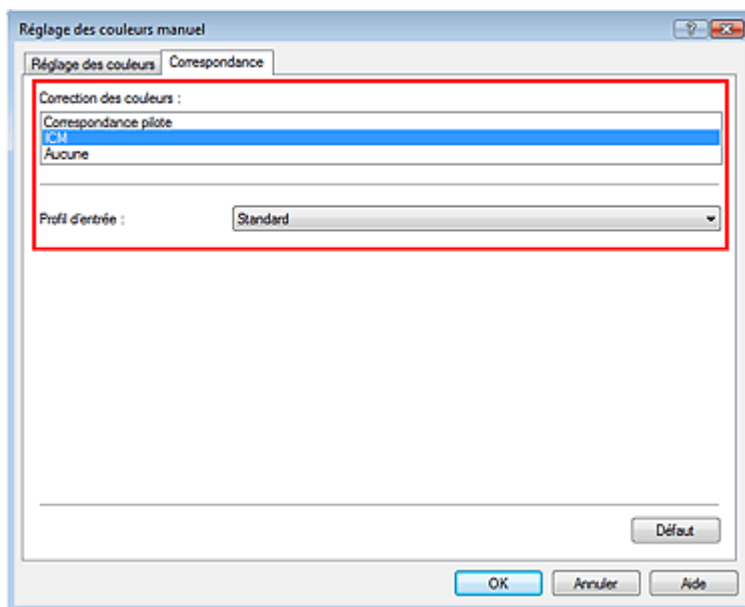 Réglage des couleurs manuel
Réglage des couleurs Correspondance
Correction des couleurs :
Correspondance pilote
ICM
Aucune
Profil d'entrée : Standard
Défaut
OK Annuler Aide